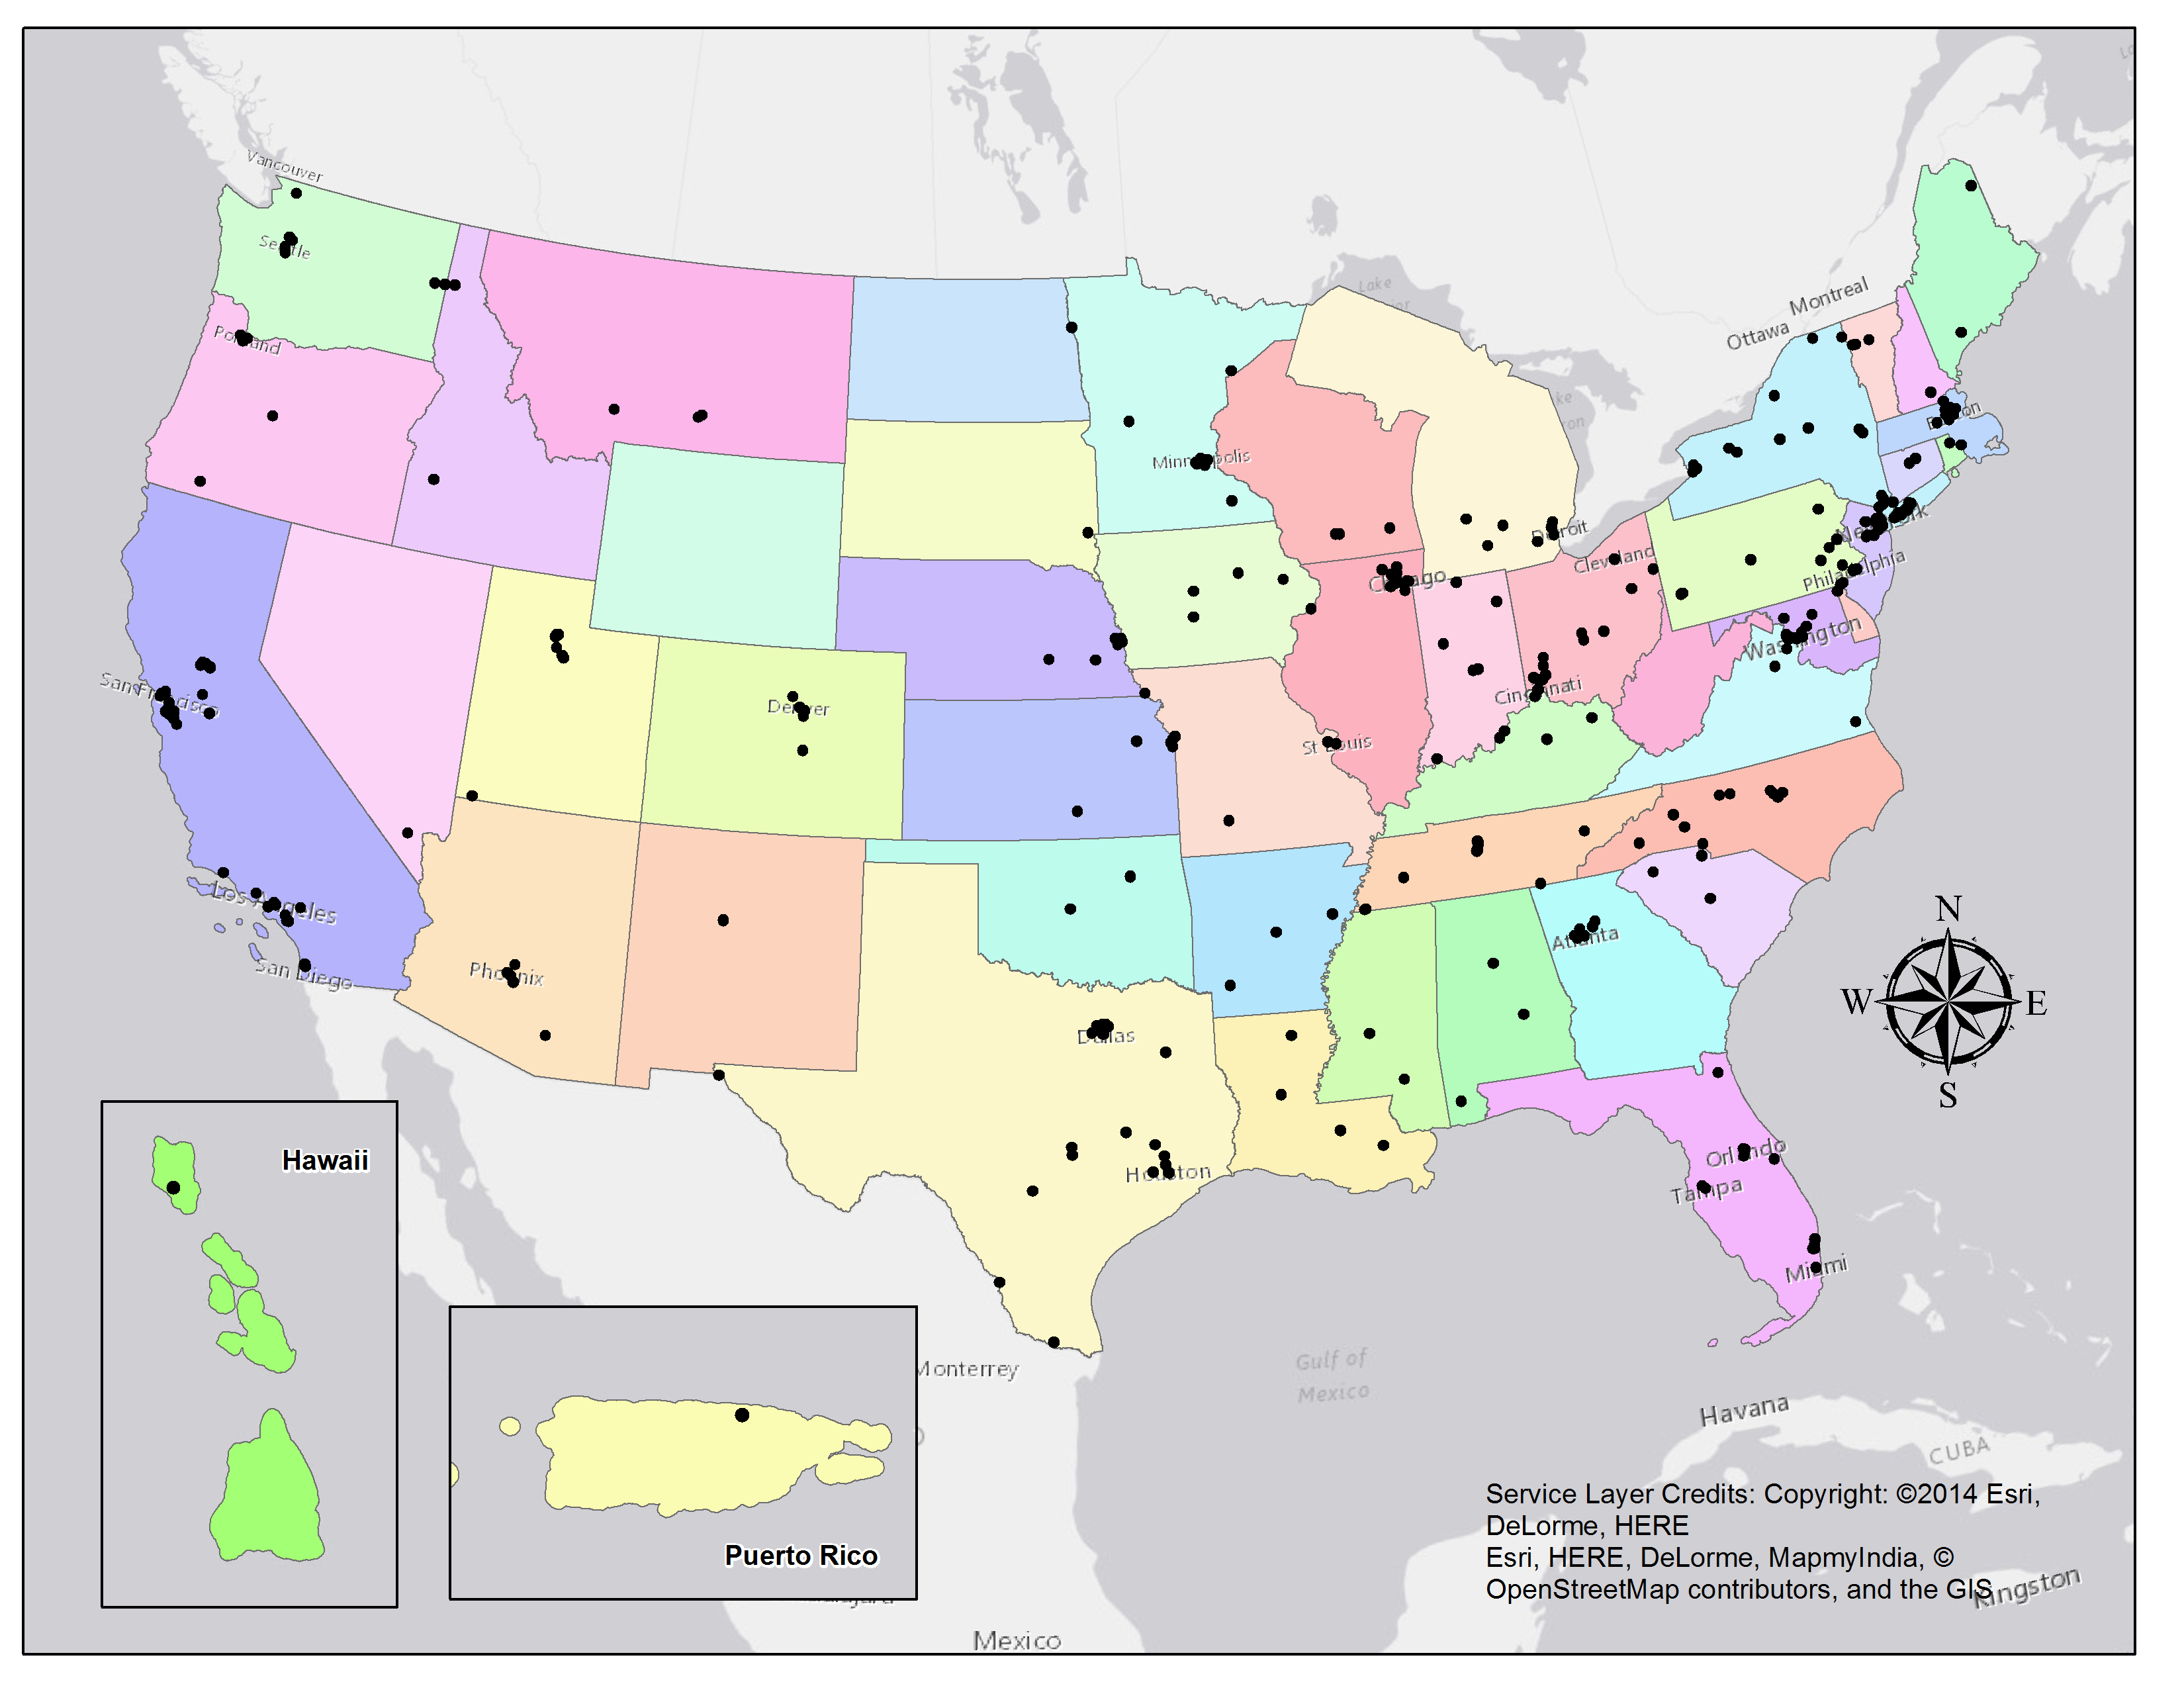 Vancouver
Seattle
Portland
Montreal
Ottawa
Lake
Boston
Minneapolis
Detroit
New York
Cleveland
Chicago
Philadelphia
Washington
San Francisco
Denver
Cincinnati
St Louis
Los Angeles
San Diego
Phoenix
Atlanta
N
W
E
S
Dallas
Houston
Orlando
Tampa
Miami
Hawaii
Puerto Rico
Monterrey
Gulf of
Mexico
Havana
CUBA
Kingston
Mexico
Service Layer Credits: Copyright: ©2014 Esri,
DeLorme, HERE
Esri, HERE, DeLorme, MapmyIndia, ©
OpenStreetMap contributors, and the GIS